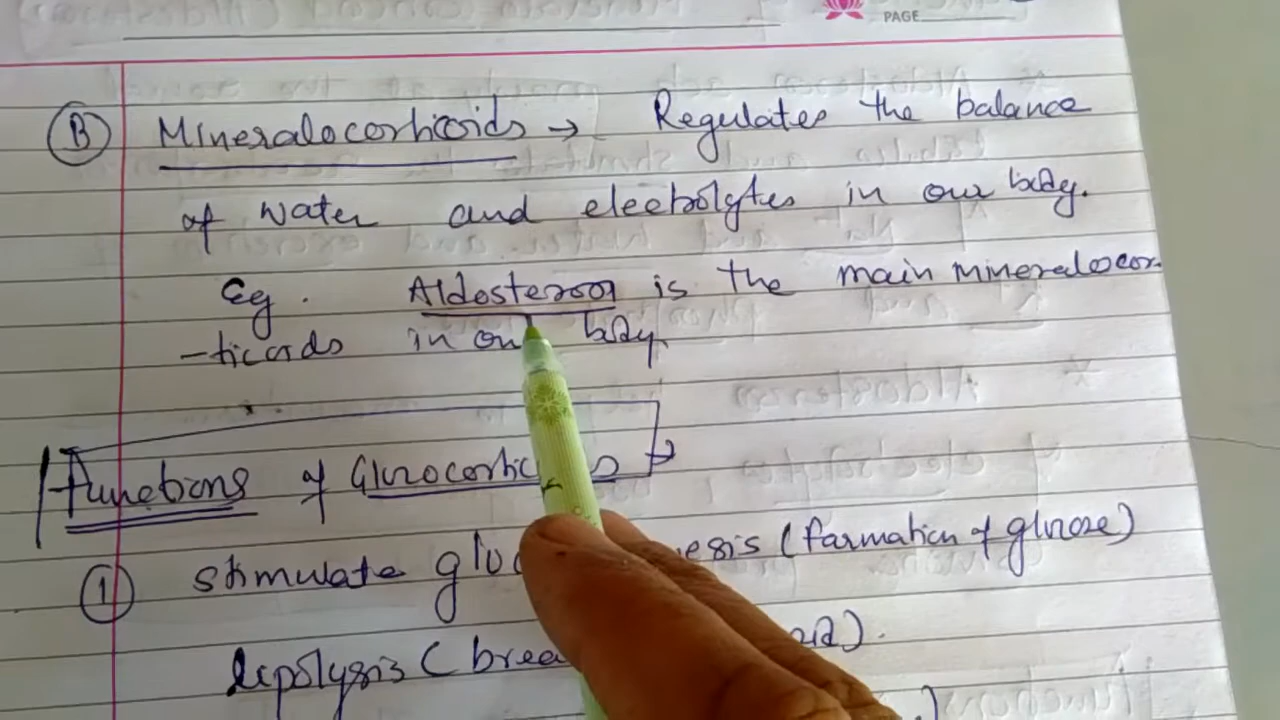 PAGE
B Mineralocorticoids → Regulates the balance
of water and electrolytes in our body.
Eg. Aldosteron is the main mineralocor-
-ticoids in our body
Functions of Glucocortic
① stimulate gluc esis (formation of glucose)
lipolysis (brea